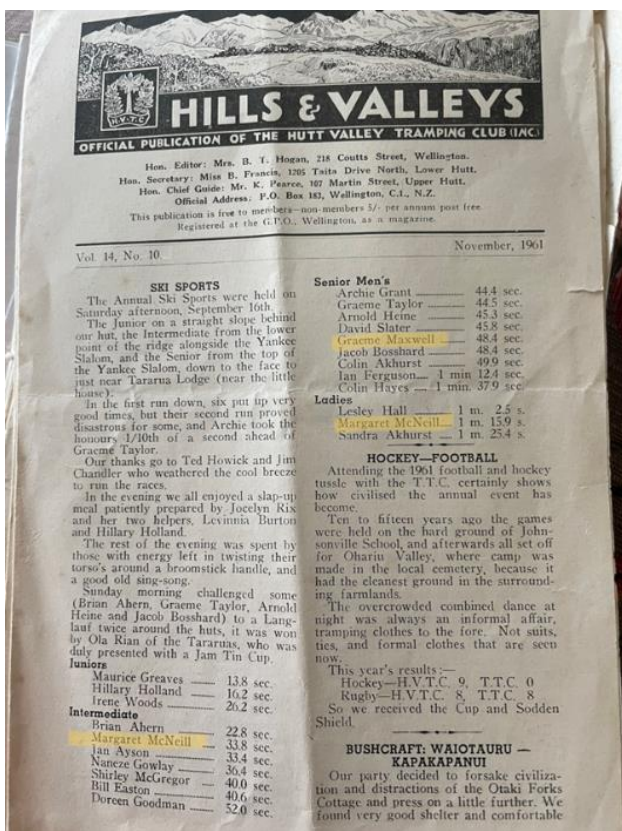 H.V.T.C
HILLS & VALLEYS
OFFICIAL PUBLICATION OF THE HUTT VALLEY TRAMPING CLUB (INC.)
Hon. Editor: Mrs. B. T. Hogan, 218 Coutts Street, Wellington.
Hon. Secretary: Miss B. Francis, 1205 Taita Drive North, Lower Hutt.
Hon. Chief Guide: Mr. K. Pearce, 107 Martin Street, Upper Hutt.
Official Address: P.O. Box 183, Wellington, C.1., N.Z.
This publication is free to members—non-members 5/- per annum post free.
Registered at the G.P.O., Wellington, as a magazine.
Vol. 14, No. 10. November, 1961
SKI SPORTS
The Annual Ski Sports were held on
Saturday afternoon, September 16th.
The Junior on a straight slope behind
our hut, the Intermediate from the lower
point of the ridge alongside the Yankee
Slalom, and the Senior from the top of
the Yankee Slalom, down to the face to
just near Tararua Lodge (near the little
house).
In the first run down, six put up very
good times, but their second run proved
disastrous for some, and Archie took the
honours 1/10th of a second ahead of
Graeme Taylor.
Our thanks go to Ted Howick and Jim
Chandler who weathered the cool breeze
to run the races.
In the evening we all enjoyed a slap-up
meal patiently prepared by Jocelyn Rix
and her two helpers, Levinnia Burton
and Hillary Holland.
The rest of the evening was spent by
those with energy left in twisting their
torso's around a broomstick handle, and
a good old sing-song.
Sunday morning challenged some
(Brian Ahern, Graeme Taylor, Arnold
Heine and Jacob Bosshard) to a Lang-
lauf twice around the huts, it was won
by Ola Rian of the Tararuas, who was
duly presented with a Jam Tin Cup.
Juniors
Maurice Greaves 13.8 sec.
Hillary Holland 16.2 sec.
Irene Woods 26.2 sec.
Intermediate
Brian Ahern 22.8 sec.
Margaret McNeill 33.8 sec.
Jan Ayson 33.4 sec.
Naneze Gowlay 36.4 sec.
Shirley McGregor 40.0 sec.
Bill Easton 40.6 sec.
Doreen Goodman 52.0 sec.
Senior Men's
Archie Grant 44.4 sec.
Graeme Taylor 44.5 sec.
Arnold Heine 45.3 sec.
David Slater 45.8 sec.
Graeme Maxwell 48.4 sec.
Jacob Bosshard 48.4 sec.
Colin Akhurst 49.9 sec.
Ian Ferguson 1 min 12.4 sec.
Colin Hayes 1 min. 37.9 sec.
Ladies
Lesley Hall 1 m. 2.5 s.
Margaret McNeill 1 m. 15.9 s.
Sandra Akhurst 1 m. 25.4 s.
HOCKEY—FOOTBALL
Attending the 1961 football and hockey
tussle with the T.T.C. certainly shows
how civilised the annual event has
become.
Ten to fifteen years ago the games
were held on the hard ground of John-
sonville School, and afterwards all set off
for Ohariu Valley, where camp was
made in the local cemetery, because it
had the cleanest ground in the surround-
ing farmlands.
The overcrowded combined dance at
night was always an informal affair,
tramping clothes to the fore. Not suits,
ties, and formal clothes that are seen
now.
This year's results:—
Hockey—H.V.T.C. 9, T.T.C. 0
Rugby—H.V.T.C. 8, T.T.C. 8
So we received the Cup and Sodden
Shield.
BUSHCRAFT: WAIOTAURU —
KAPAKAPANUI
Our party decided to forsake civiliza-
tion and distractions of the Otaki Forks
Cottage and press on a little further. We
found very good shelter and comfortable